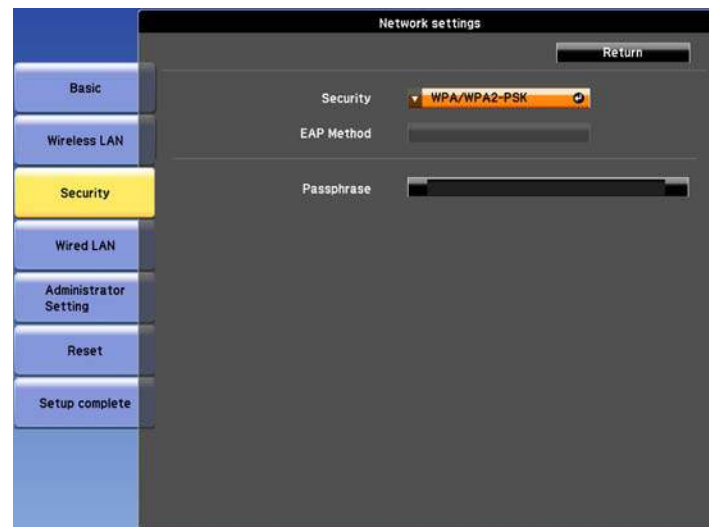 Network settings
Return
Basic
Wireless LAN
Security
Wired LAN
Administrator
Setting
Reset
Setup complete
Security
WPA/WPA2-PSK
EAP Method
Passphrase